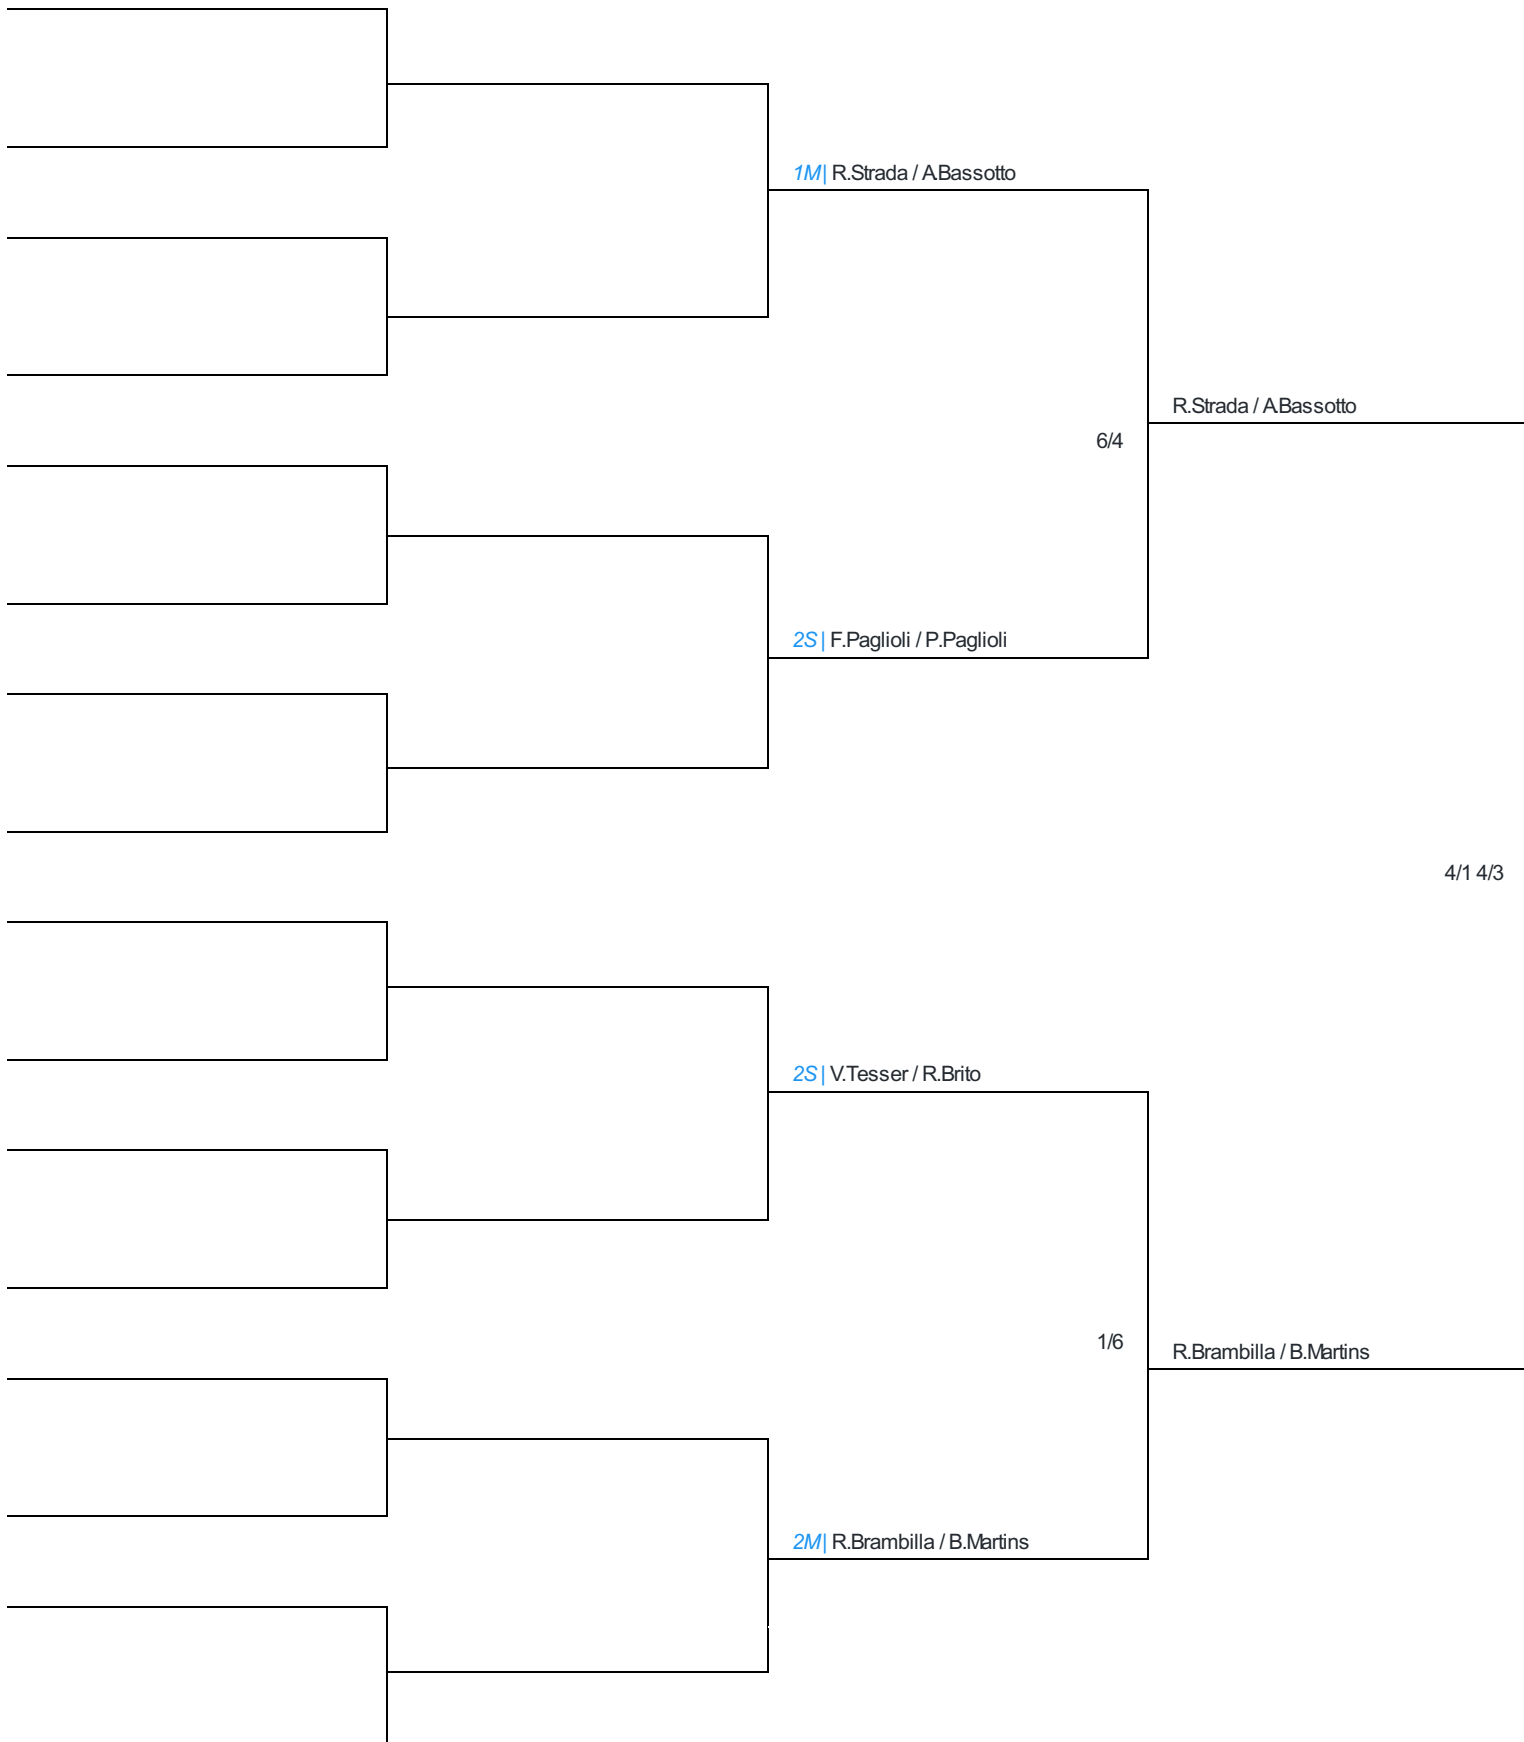 1M| R.Strada / A.Bassotto
R.Strada / A.Bassotto
6/4
2S| F.Paglioli / P.Paglioli
4/1 4/3
2S| V.Tesser / R.Brito
1/6
R.Brambilla / B.Martins
2M| R.Brambilla / B.Martins